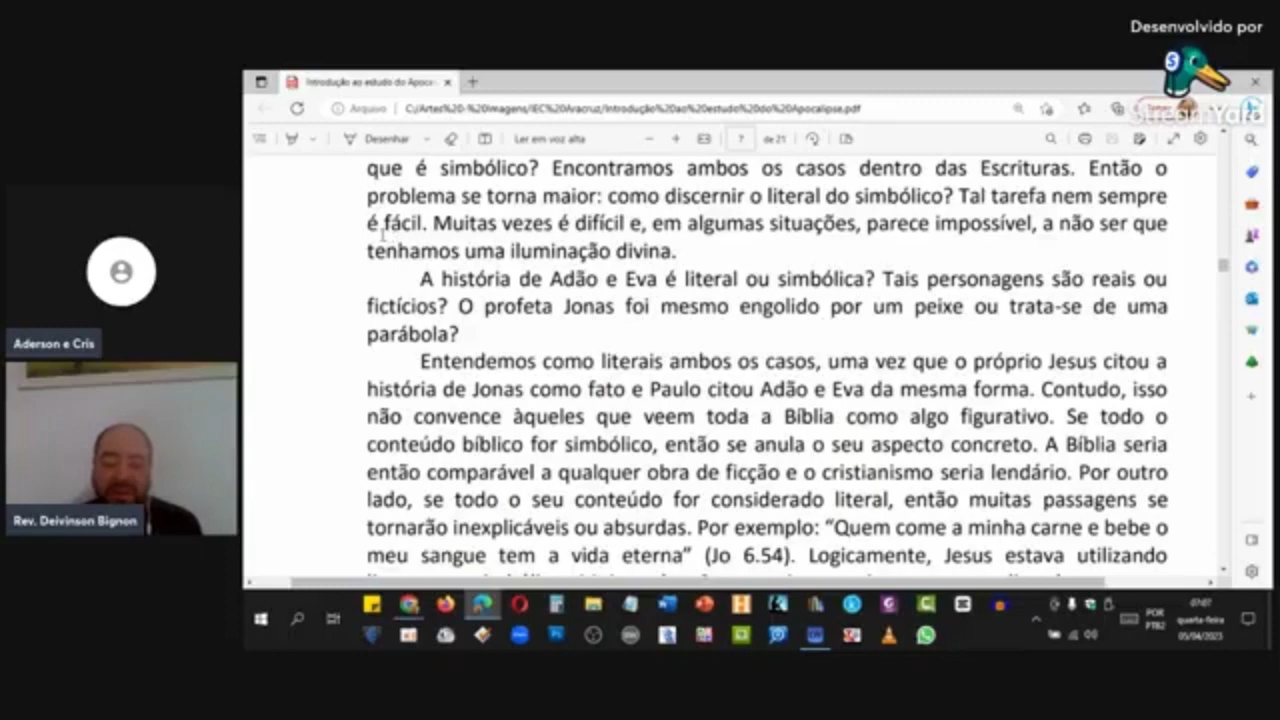 Desenvolvido por
StreamYard
Introdução ao estudo do Apoca
Arquivo
C:/Artes%20-%20Imagens/IEC%20Aracruz/Introdução%20ao%20estudo%20do%20Apocalipse.pdf
Desenhar
Ler em voz alta
7
de 21
que é simbólico? Encontramos ambos os casos dentro das Escrituras. Então o
problema se torna maior: como discernir o literal do simbólico? Tal tarefa nem sempre
é fácil. Muitas vezes é difícil e, em algumas situações, parece impossível, a não ser que
tenhamos uma iluminação divina.
A história de Adão e Eva é literal ou simbólica? Tais personagens são reais ou
fictícios? O profeta Jonas foi mesmo engolido por um peixe ou trata-se de uma
parábola?
Entendemos como literais ambos os casos, uma vez que o próprio Jesus citou a
história de Jonas como fato e Paulo citou Adão e Eva da mesma forma. Contudo, isso
não convence àqueles que veem toda a Bíblia como algo figurativo. Se todo o
conteúdo bíblico for simbólico, então se anula o seu aspecto concreto. A Bíblia seria
então comparável a qualquer obra de ficção e o cristianismo seria lendário. Por outro
lado, se todo o seu conteúdo for considerado literal, então muitas passagens se
tornarão inexplicáveis ou absurdas. Por exemplo: “Quem come a minha carne e bebe o
meu sangue tem a vida eterna” (Jo 6.54). Logicamente, Jesus estava utilizando
Aderson e Cris
Rev. Deivinson Bignon
POR
PTB2
07:07
quarta-feira
05/04/2023